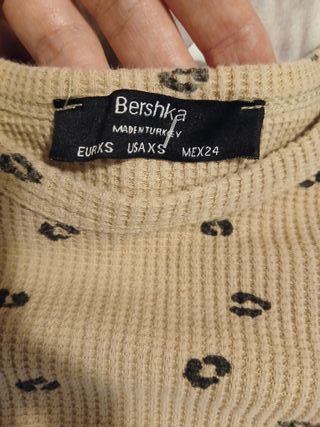 Bershka
MADE IN TURKEY
EUR XS USA XS MEX 24